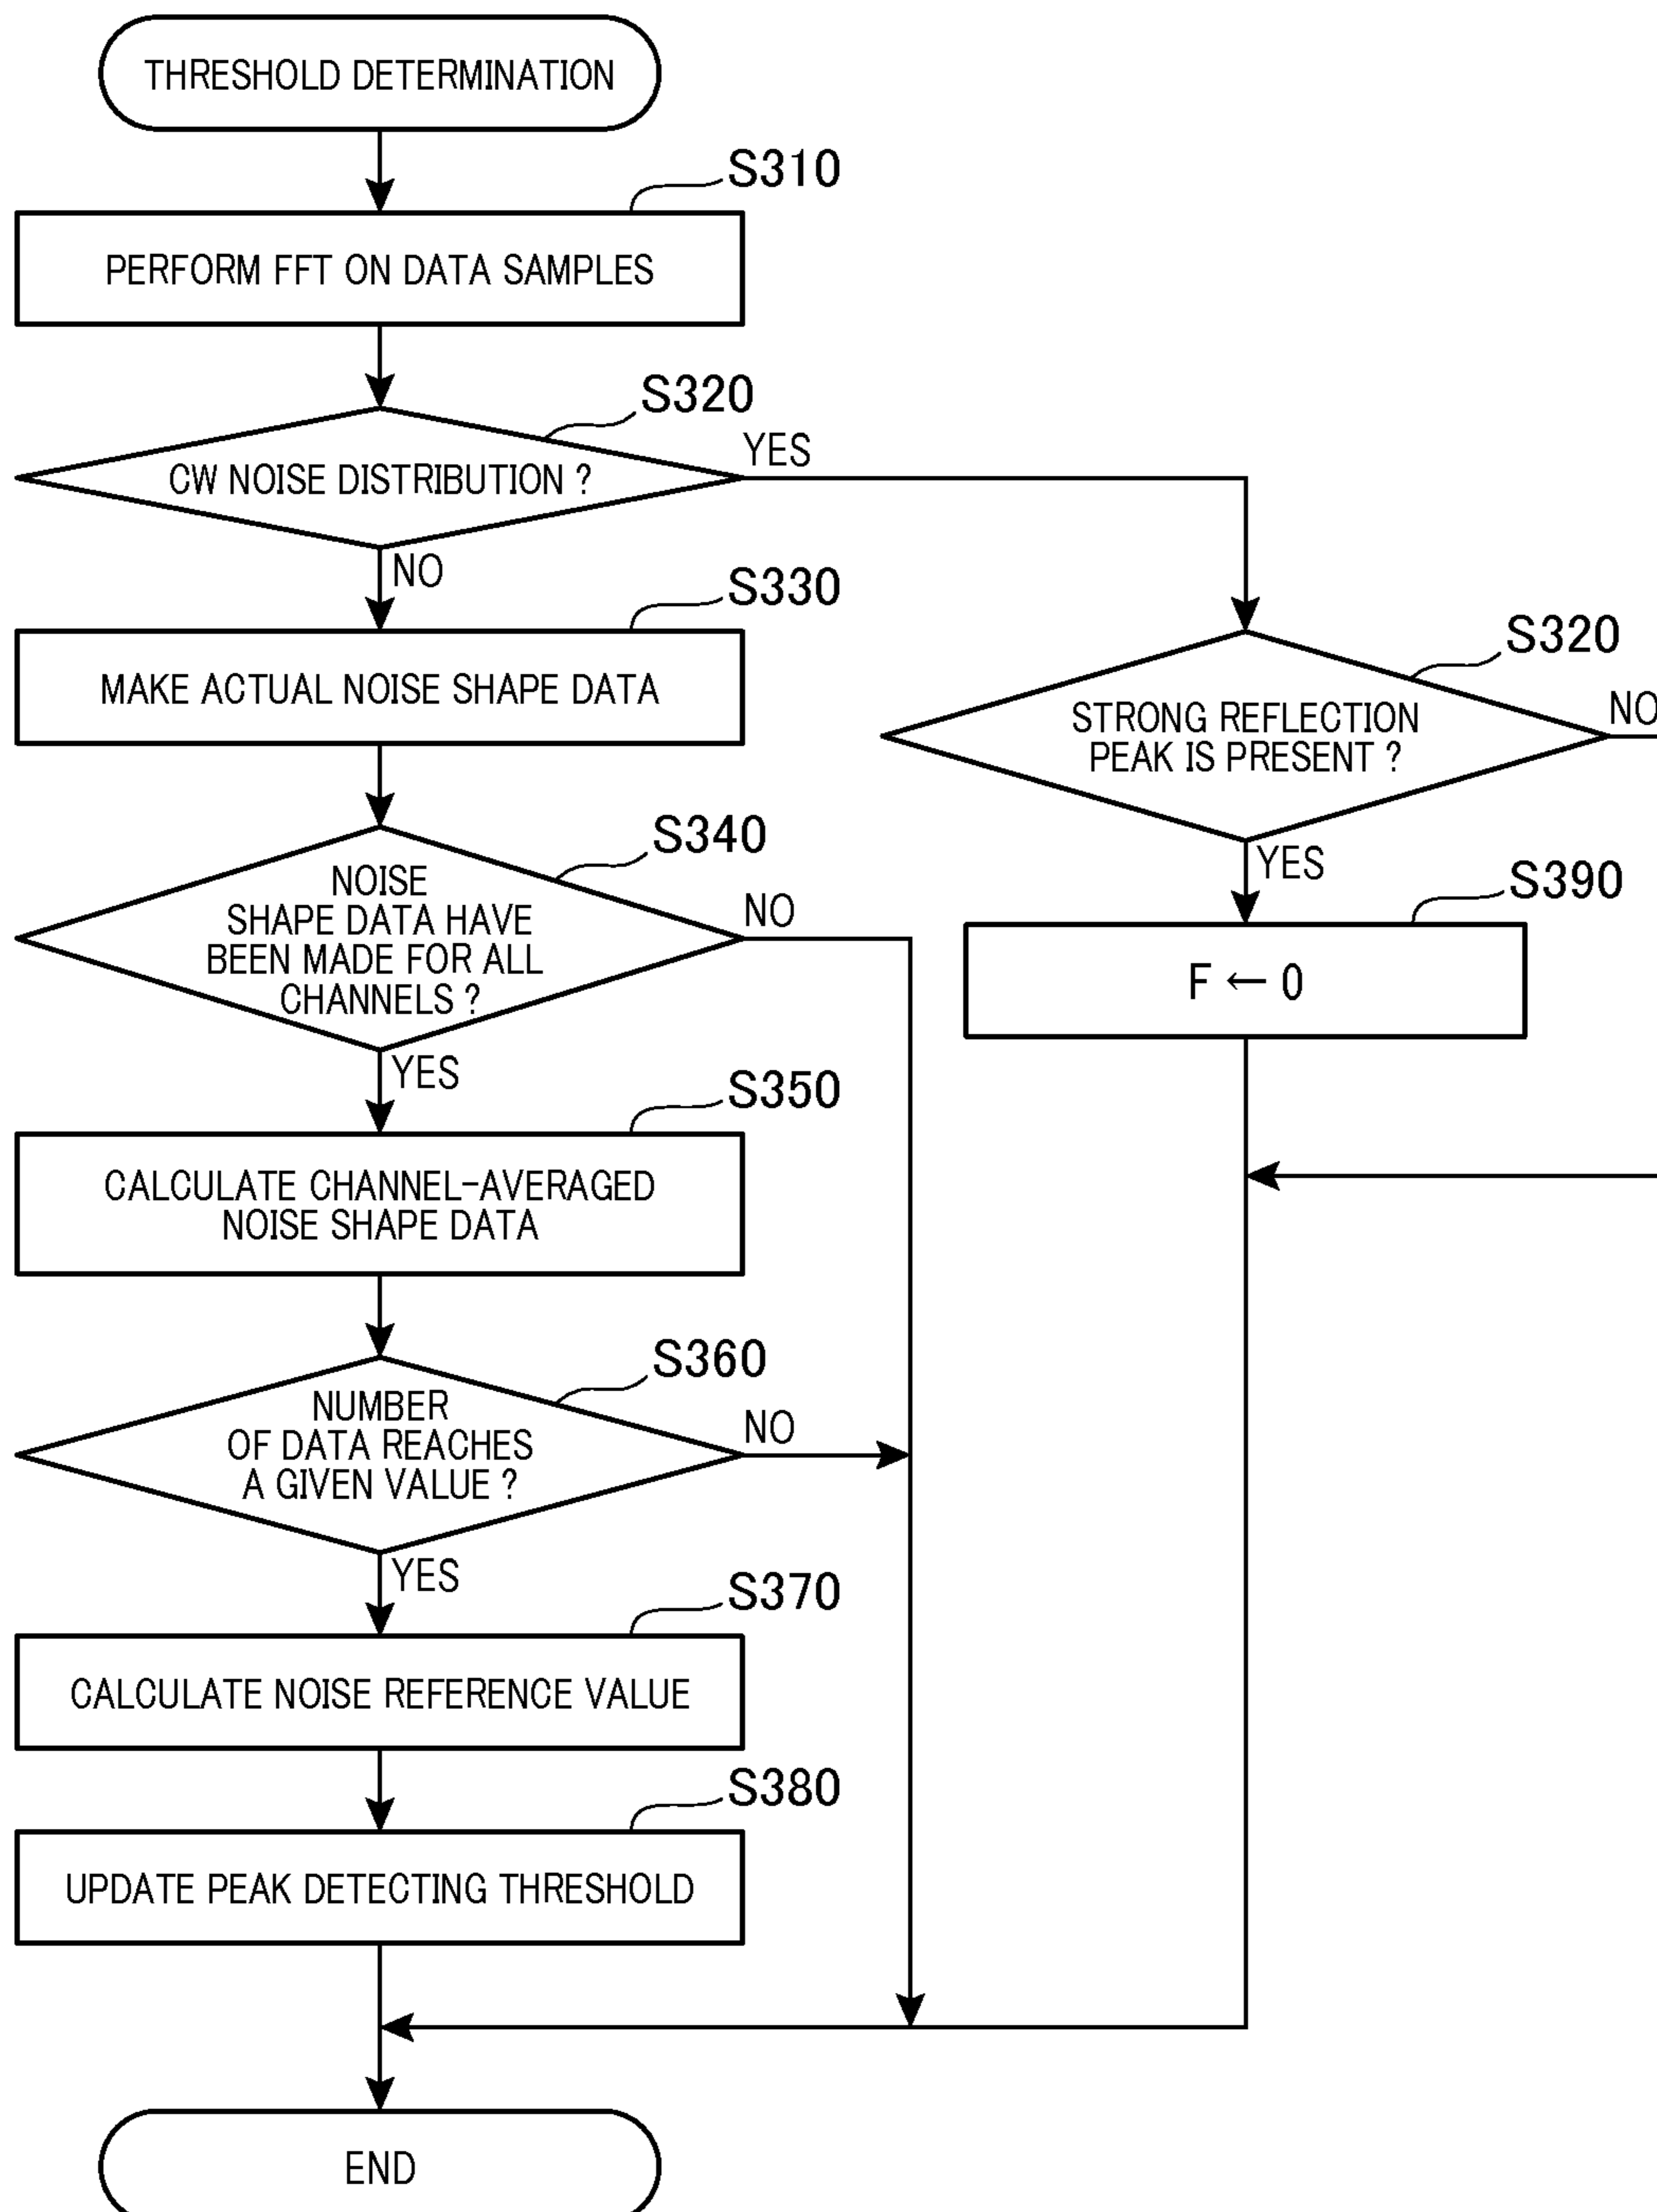 THRESHOLD DETERMINATION
S310
PERFORM FFT ON DATA SAMPLES
S320
CW NOISE DISTRIBUTION ?
YES
NO
S330
MAKE ACTUAL NOISE SHAPE DATA
S320
STRONG REFLECTION
PEAK IS PRESENT ?
NO
YES
S390
F ← 0
S340
NOISE
SHAPE DATA HAVE
BEEN MADE FOR ALL
CHANNELS ?
NO
YES
S350
CALCULATE CHANNEL-AVERAGED
NOISE SHAPE DATA
S360
NUMBER
OF DATA REACHES
A GIVEN VALUE ?
NO
YES
S370
CALCULATE NOISE REFERENCE VALUE
S380
UPDATE PEAK DETECTING THRESHOLD
END